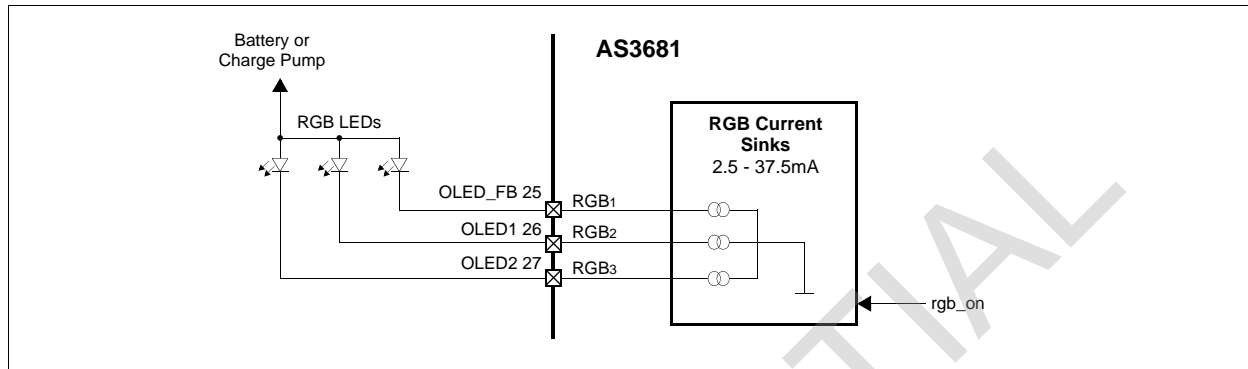 Battery or
Charge Pump
AS3681
RGB LEDs
RGB Current
Sinks
2.5 - 37.5mA
OLED_FB 25
RGB1
OLED1 26
RGB2
OLED2 27
RGB3
rgb_on
TIAL